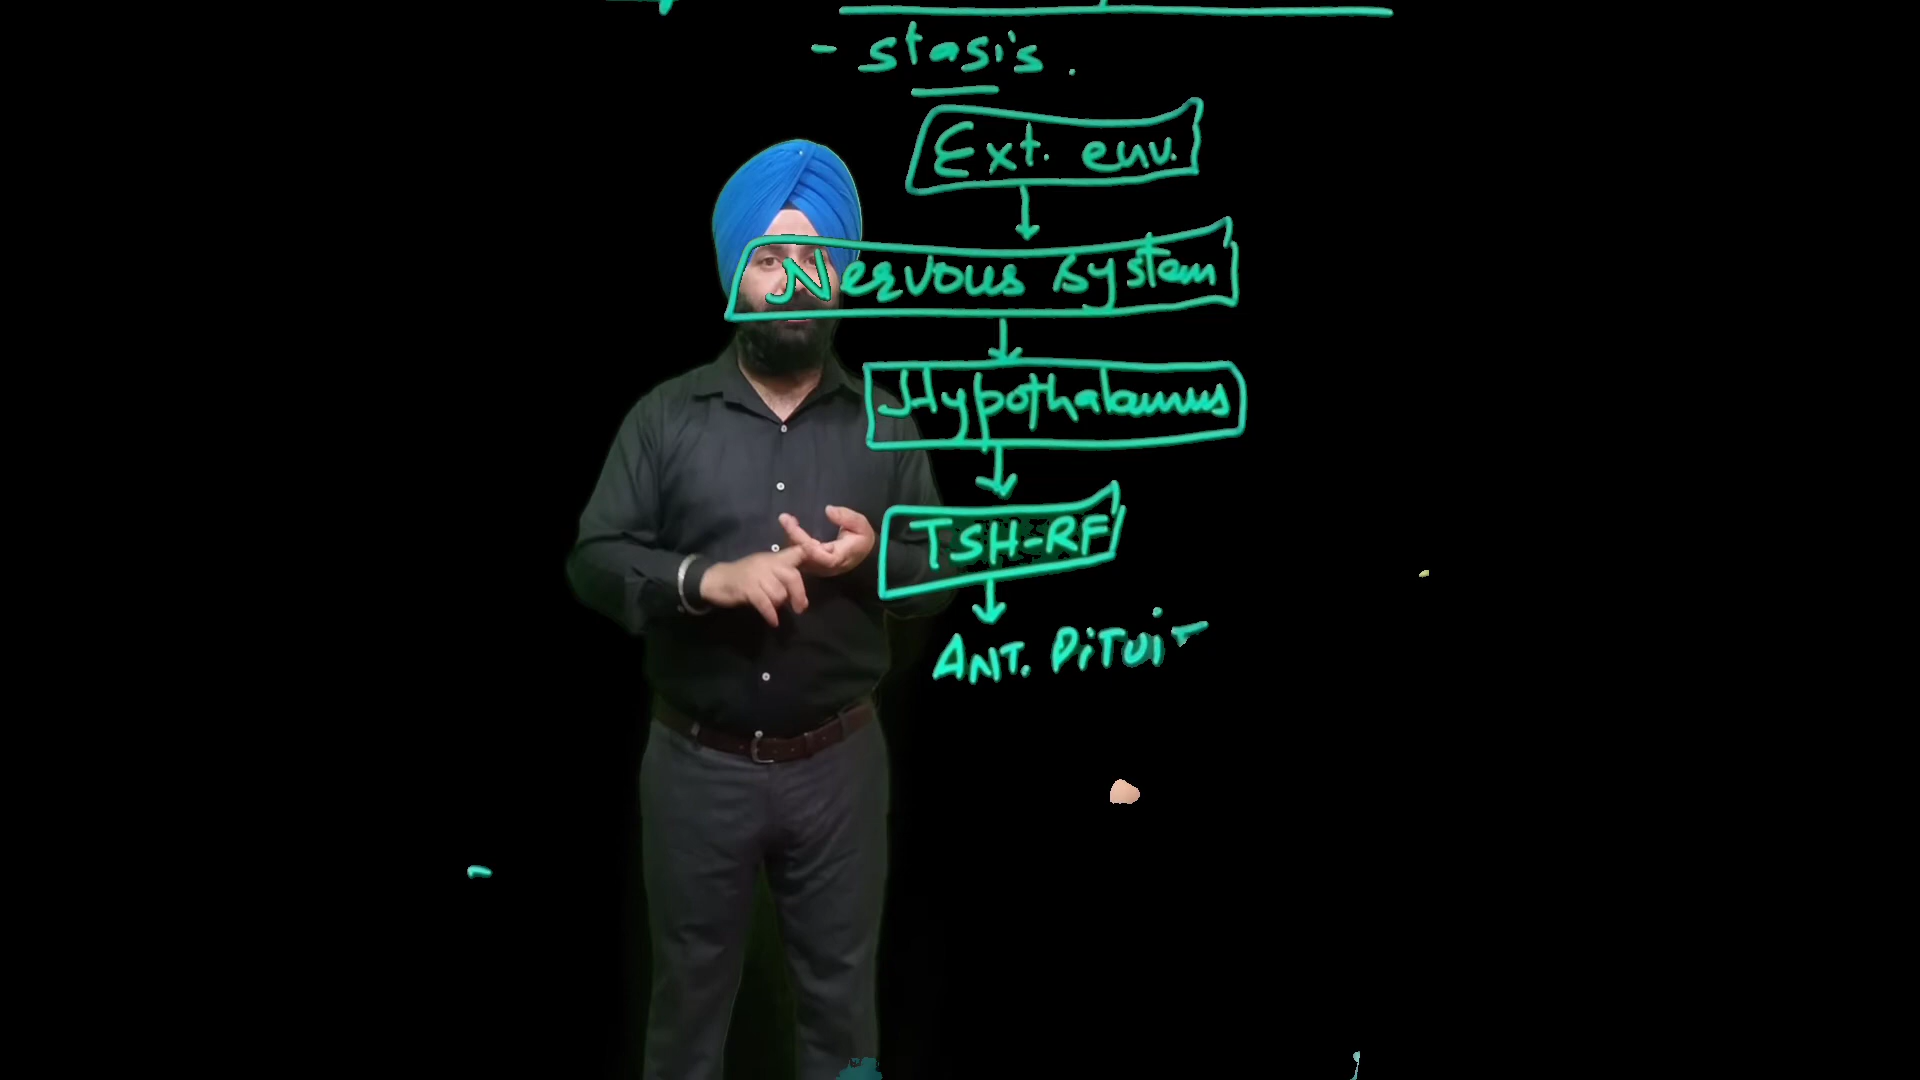 - stasis.
Ext. env.
Nervous system
Hypothalamus
TSH-RF
ANT. PiTui